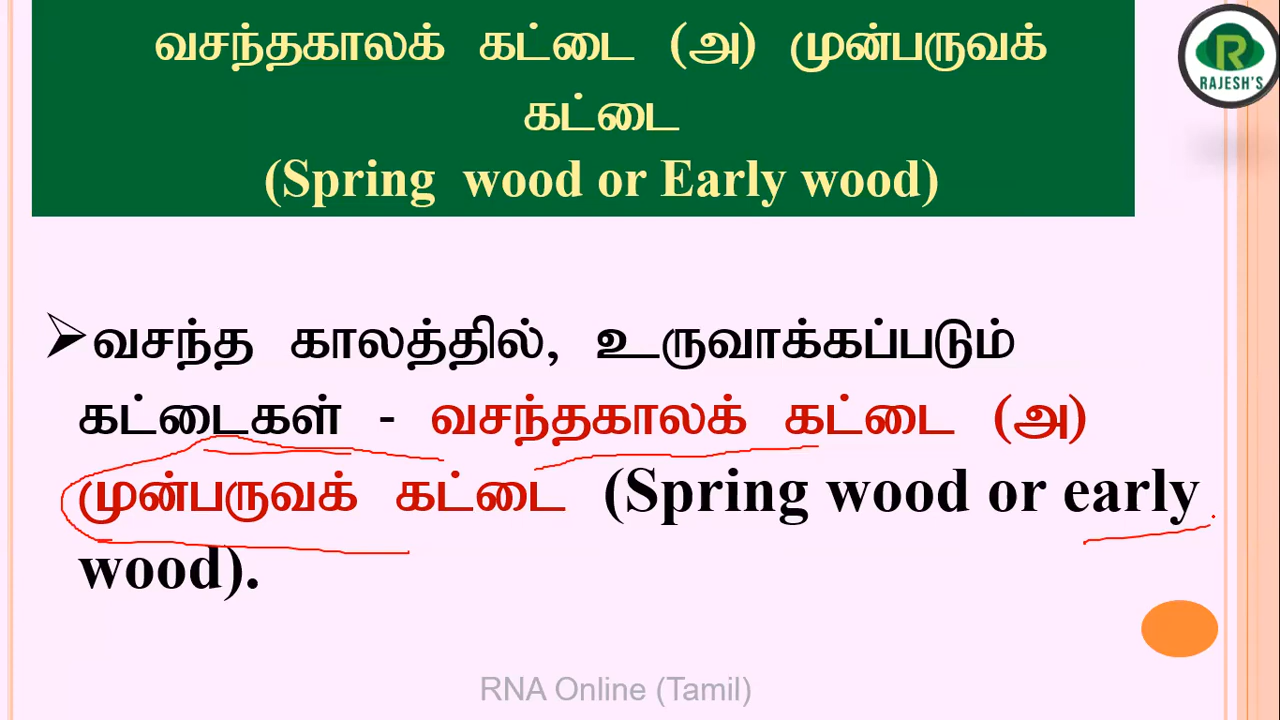 வசந்தகாலக் கட்டை (அ) முன்பருவக்
கட்டை
(Spring wood or Early wood)
R
RAJESH'S
வசந்த காலத்தில், உருவாக்கப்படும்
கட்டைகள் - வசந்தகாலக் கட்டை (அ)
முன்பருவக் கட்டை (Spring wood or early
wood).
RNA Online (Tamil)